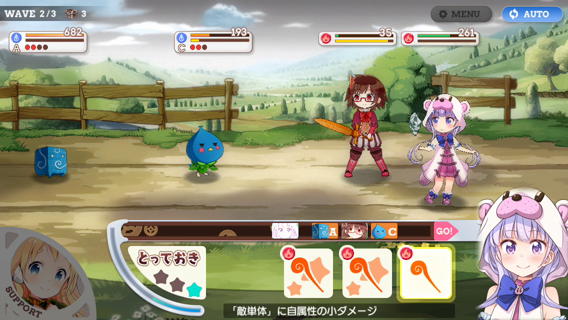 WAVE 2/3 3
MENU
AUTO
682
A
193
C
35
261
A
C
GO!
とっておき
SUPPORT
「敵単体」に自属性の小ダメージ